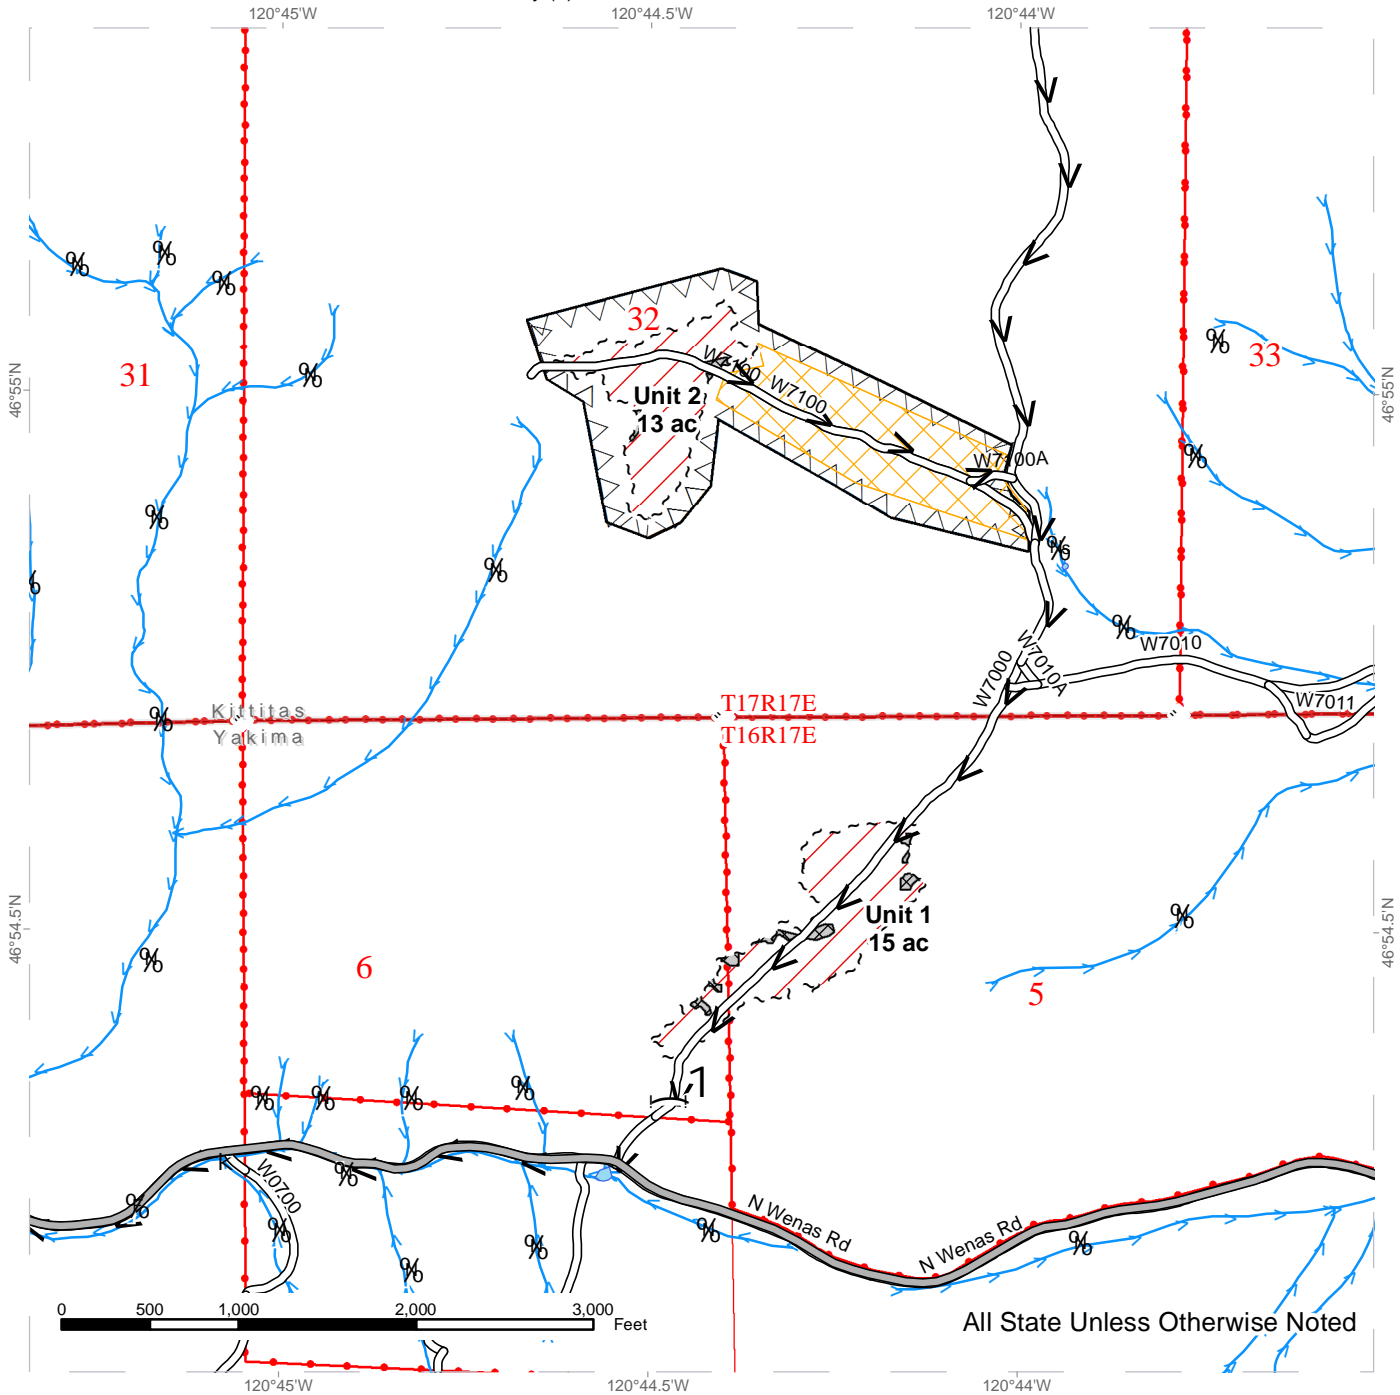 120°45'W
120°44.5'W
120°44'W
46°55'N
46°55'N
31
32
33
Unit 2
13 ac
W7100
W7100
W7100A
W7010
W7010A
W7000
W7011
Kittitas
Yakima
T17R17E
T16R17E
Unit 1
15 ac
46°54.5'N
46°54.5'N
6
5
1
W0700
N Wenas Rd
N Wenas Rd
0
500
1,000
2,000
3,000
Feet
All State Unless Otherwise Noted
120°45'W
120°44.5'W
120°44'W